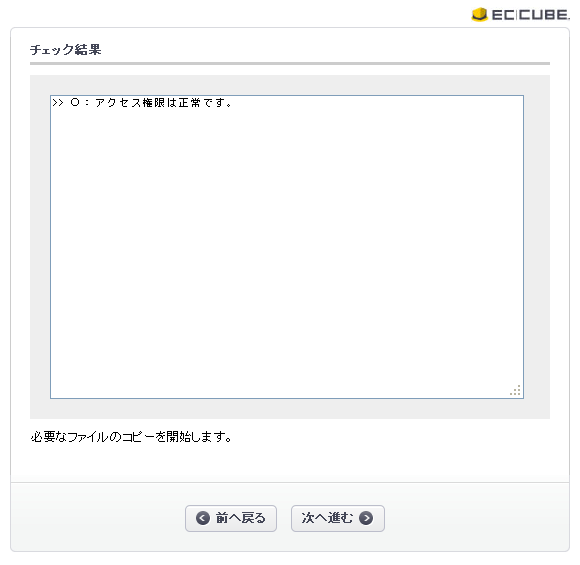 EC CUBE.
チェック結果
>> ○：アクセス権限は正常です。
必要なファイルのコピーを開始します。
前へ戻る 次へ進む